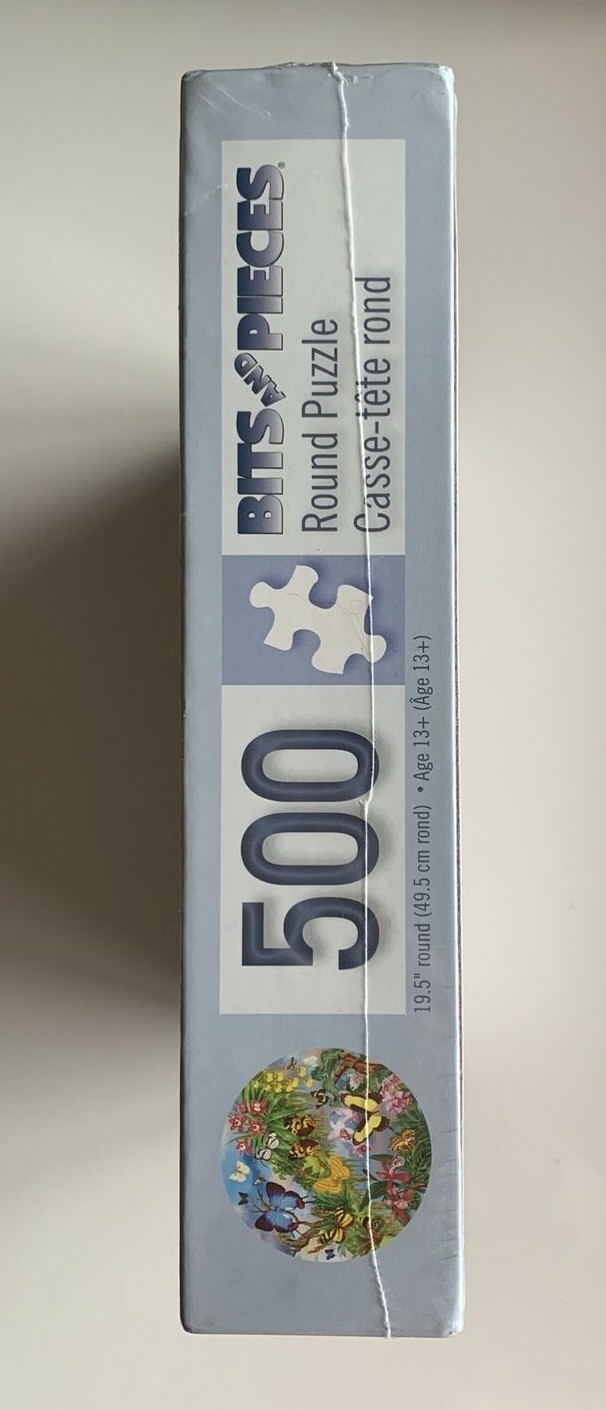 BITS AND PIECES®
Round Puzzle
Casse-tête rond
500
19.5" round (49.5 cm rond) • Age 13+ (Âge 13+)